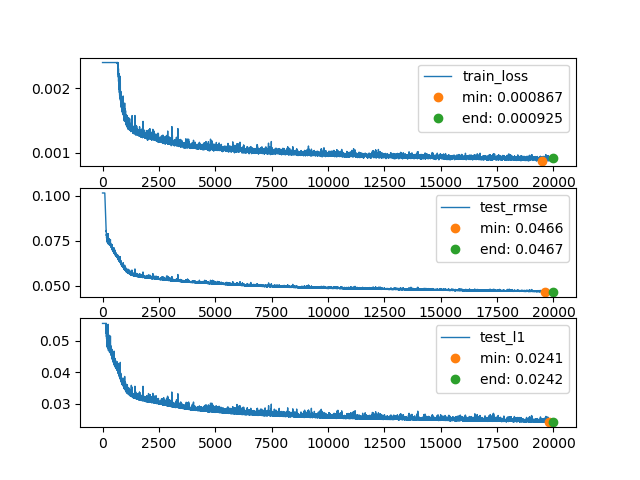 train_loss
min: 0.000867
end: 0.000925
0.002
0.001
0 2500 5000 7500 10000 12500 15000 17500 20000
test_rmse
min: 0.0466
end: 0.0467
0.100
0.075
0.050
0 2500 5000 7500 10000 12500 15000 17500 20000
test_l1
min: 0.0241
end: 0.0242
0.05
0.04
0.03
0 2500 5000 7500 10000 12500 15000 17500 20000